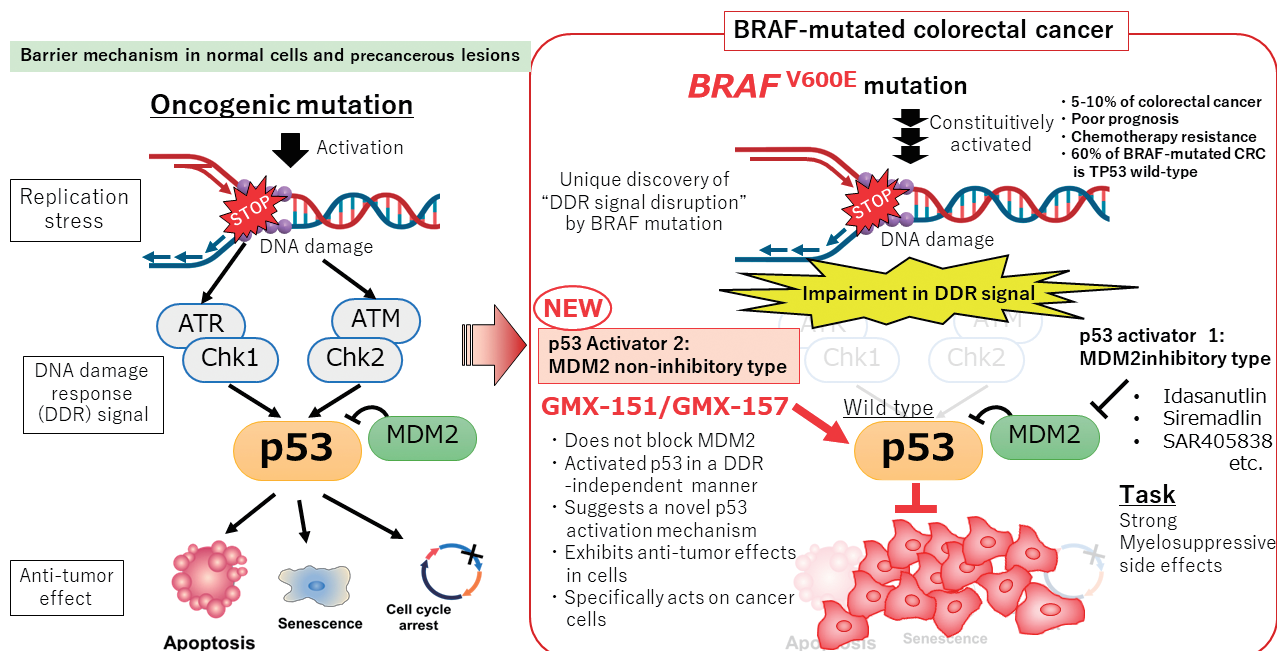 Barrier mechanism in normal cells and precancerous lesions
Oncogenic mutation
Activation
Replication
stress
STOP
DNA damage
ATR
Chk1
ATM
Chk2
DNA damage
response
(DDR) signal
p53
MDM2
Anti-tumor
effect
Apoptosis
Senescence
Cell cycle
arrest
BRAF-mutated colorectal cancer
BRAF V600E mutation
Constituitively
activated
・5-10% of colorectal cancer
・Poor prognosis
・Chemotherapy resistance
・60% of BRAF-mutated CRC
is TP53 wild-type
Unique discovery of
“DDR signal disruption”
by BRAF mutation
STOP
DNA damage
Impairment in DDR signal
ATR
Chk1
ATM
Chk2
NEW
p53 Activator 2:
MDM2 non-inhibitory type
GMX-151/GMX-157
・Does not block MDM2
・Activated p53 in a DDR
-independent manner
・Suggests a novel p53
activation mechanism
・Exhibits anti-tumor effects
in cells
・Specifically acts on cancer
cells
Wild type
p53
MDM2
p53 activator 1:
MDM2inhibitory type
• Idasanutlin
• Siremadlin
• SAR405838
etc.
Task
Strong
Myelosuppressive
side effects
Apoptosis
Senescence